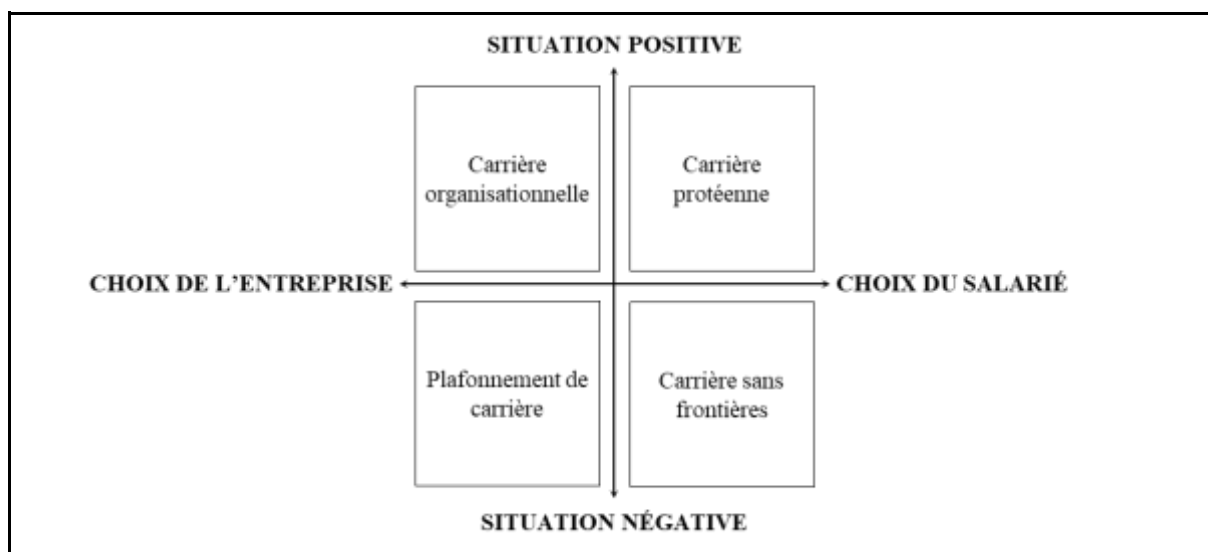 SITUATION POSITIVE
Carrière
organisationnelle
Carrière
protéenne
CHOIX DE L'ENTREPRISE
CHOIX DU SALARIÉ
Plafonnement de
carrière
Carrière sans
frontières
SITUATION NÉGATIVE